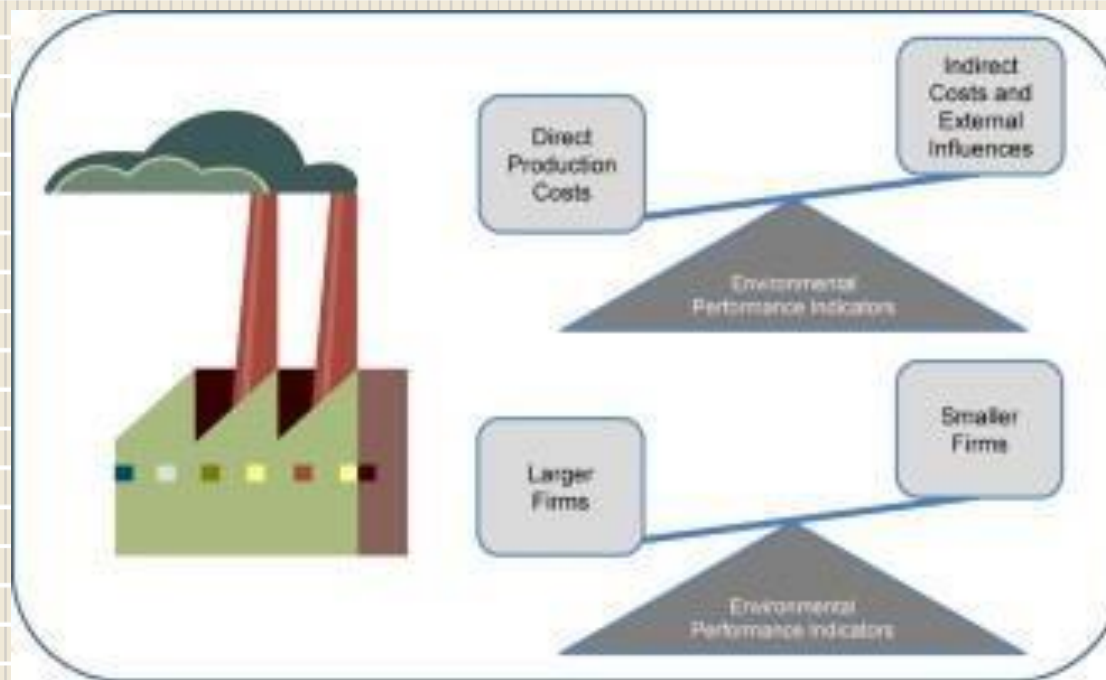 Direct
Production
Costs
Indirect
Costs and
External
Influences
Environmental
Performance Indicators
Larger
Firms
Smaller
Firms
Environmental
Performance Indicators